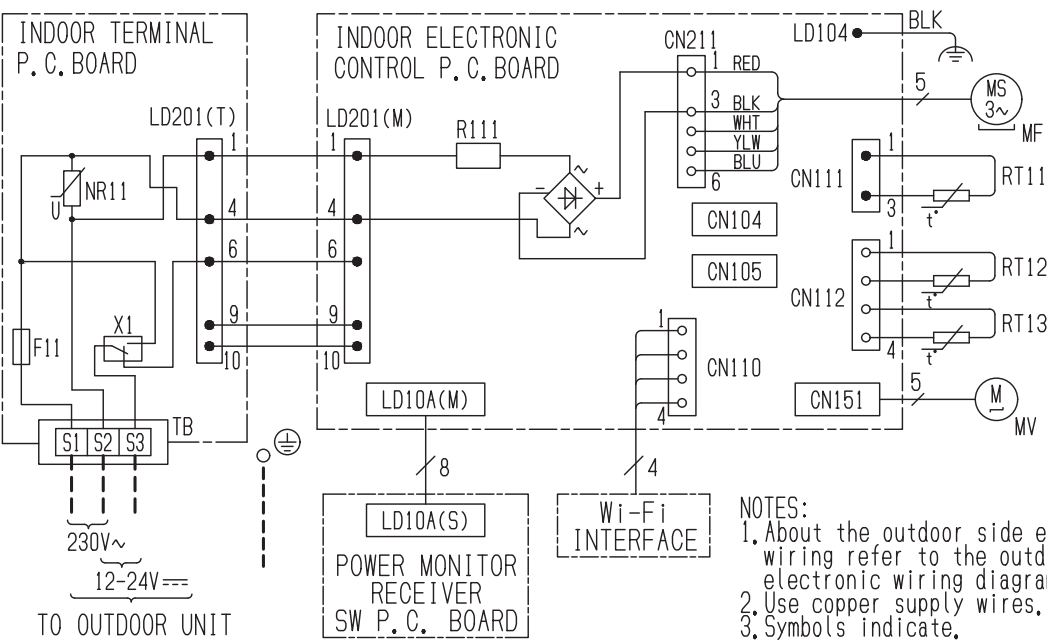 INDOOR TERMINAL
P.C.BOARD
INDOOR ELECTRONIC
CONTROL P.C.BOARD
CN211
LD104
BLK
1 RED
3 BLK
WHT
YLW
BLU
6
5
MS
3~
MF
LD201(T)
LD201(M)
R111
1
1
~
-
+
~
NR11
U
4
4
6
6
9
9
10
10
CN111
1
3
RT11
t°
CN104
CN105
CN112
1
4
RT12
t°
RT13
t°
X1
F11
CN110
1
4
LD10A(M)
CN151
5
M
MV
TB
S1 S2 S3
8
4
230V~
12-24V
TO OUTDOOR UNIT
LD10A(S)
POWER MONITOR
RECEIVER
SW P.C. BOARD
Wi-Fi
INTERFACE
NOTES:
1.About the outdoor side e
wiring refer to the outd
electronic wiring diagra
2.Use copper supply wires.
3.Symbols indicate.